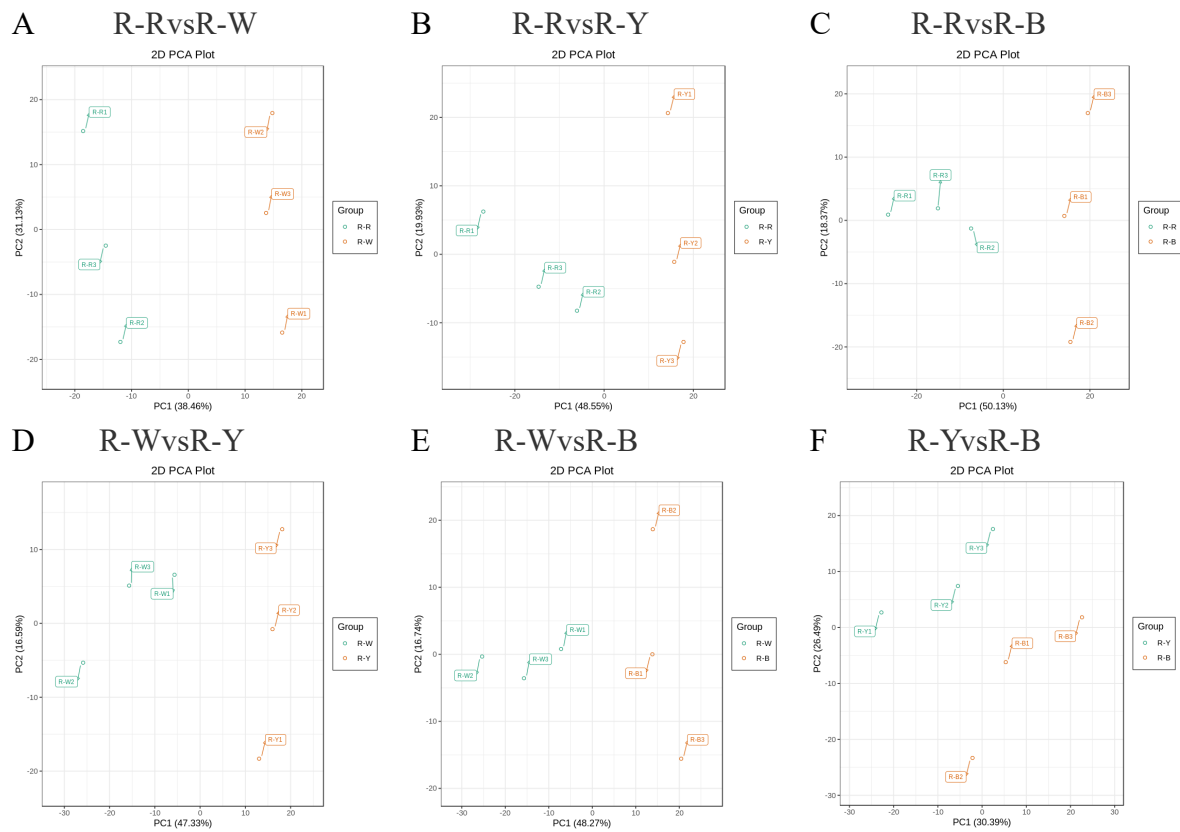 A R-RvsR-W
2D PCA Plot
20
10
0
-10
-20
-20
-10
0
10
20
PC1 (38.46%)
PC2 (31.13%)
R-R1
R-W2
R-W3
R-R3
R-R2
R-W1
Group
R-R
R-W
B R-RvsR-Y
2D PCA Plot
20
10
0
-10
-20
0
20
PC1 (48.55%)
PC2 (19.93%)
R-Y1
R-R1
R-Y2
R-R3
R-R2
R-Y3
Group
R-R
R-Y
C R-RvsR-B
2D PCA Plot
20
10
0
-10
-20
-20
0
20
PC1 (50.13%)
PC2 (18.37%)
R-B3
R-R3
R-R1
R-B1
R-R2
R-B2
Group
R-R
R-B
D R-WvsR-Y
2D PCA Plot
10
0
-10
-20
-30
-20
-10
0
10
20
PC1 (47.33%)
PC2 (16.59%)
R-Y3
R-W3
R-W1
R-Y2
R-W2
R-Y1
Group
R-W
R-Y
E R-WvsR-B
2D PCA Plot
20
10
0
-10
-20
-30
-20
-10
0
10
20
PC1 (48.27%)
PC2 (16.74%)
R-B2
R-W1
R-W3
R-W2
R-B1
R-B3
Group
R-W
R-B
F R-YvsR-B
2D PCA Plot
20
10
0
-10
-20
-30
-30
-20
-10
0
10
20
30
PC1 (30.39%)
PC2 (26.49%)
R-Y3
R-Y2
R-Y1
R-B3
R-B1
R-B2
Group
R-Y
R-B